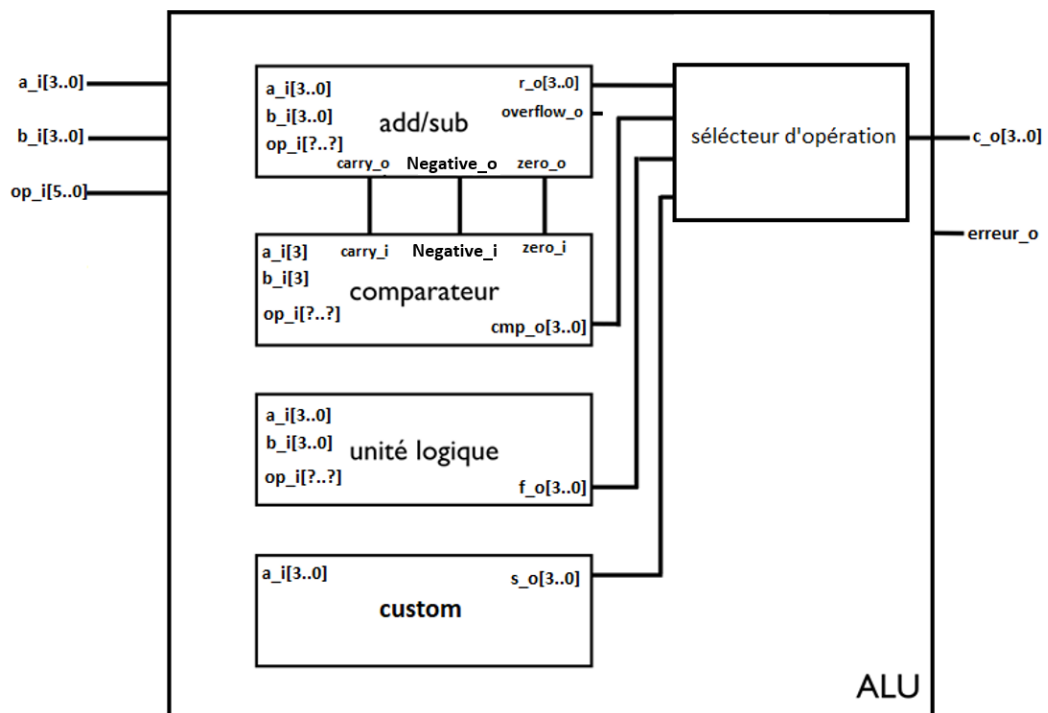 a_i[3..0]
b_i[3..0]
op_i[5..0]
a_i[3..0]
b_i[3..0]
op_i[?..?]
add/sub
r_o[3..0]
overflow_o
carry_o
Negative_o
zero_o
a_i[3]
b_i[3]
op_i[?..?]
carry_i
Negative_i
zero_i
comparateur
cmp_o[3..0]
a_i[3..0]
b_i[3..0]
op_i[?..?]
unité logique
f_o[3..0]
a_i[3..0]
s_o[3..0]
custom
sélécteur d'opération
c_o[3..0]
erreur_o
ALU